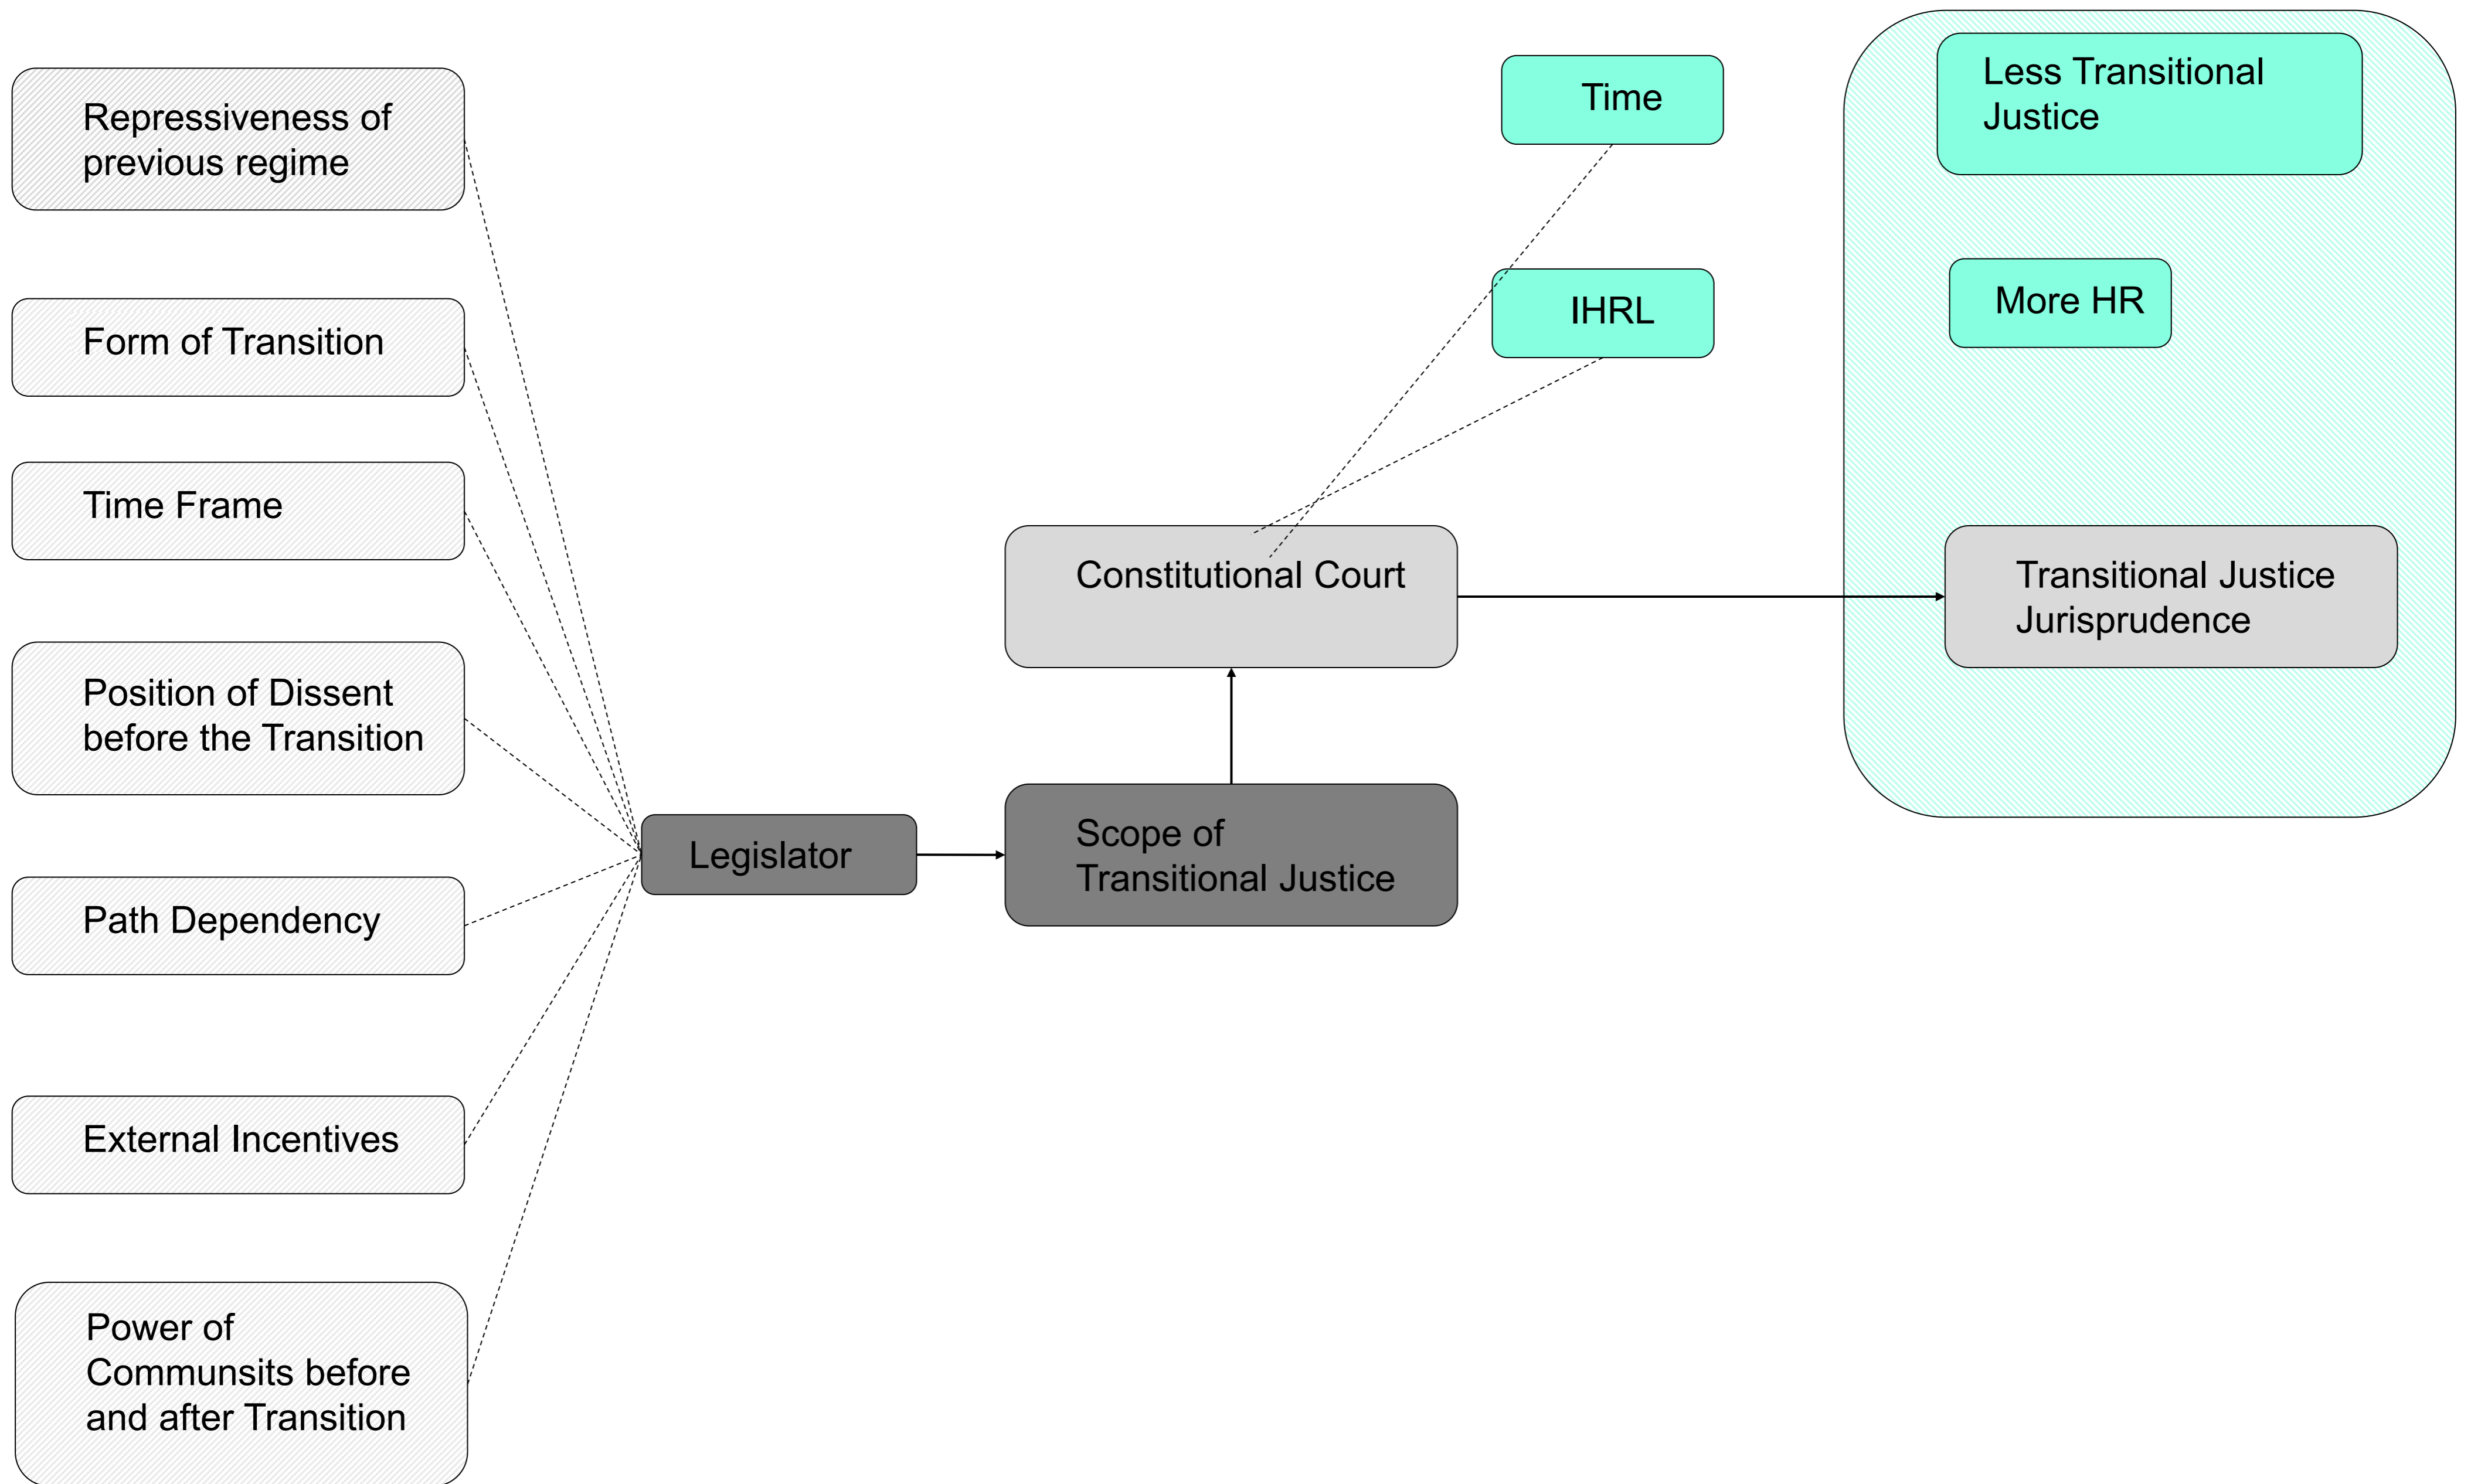 Repressiveness of
previous regime
Form of Transition
Time Frame
Position of Dissent
before the Transition
Path Dependency
External Incentives
Power of
Communsits before
and after Transition
Legislator
Scope of
Transitional Justice
Constitutional Court
Time
IHRL
Less Transitional
Justice
More HR
Transitional Justice
Jurisprudence